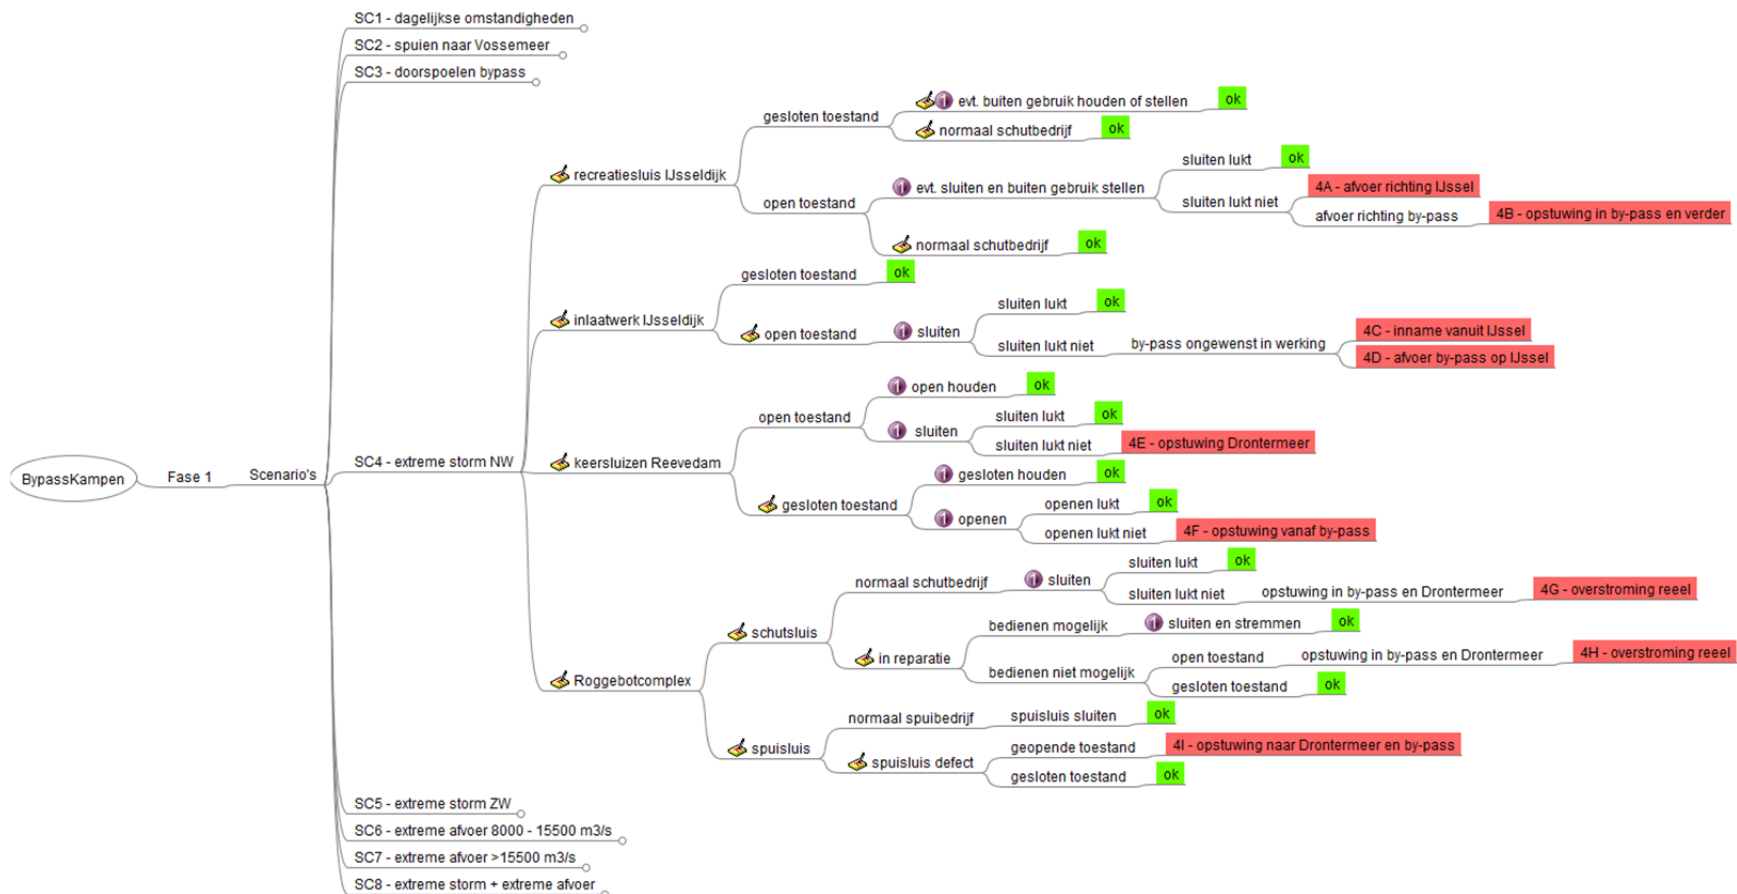 BypassKampen
Fase 1
Scenario's
SC1 - dagelijkse omstandigheden
SC2 - spuien naar Vossemeer
SC3 - doorspoelen bypass
SC4 - extreme storm NW
recreatiesluis IJsseldijk
gesloten toestand
1 evt. buiten gebruik houden of stellen
ok
normaal schutbedrijf
ok
open toestand
1 evt. sluiten en buiten gebruik stellen
sluiten lukt
ok
sluiten lukt niet
4A - afvoer richting IJssel
afvoer richting by-pass
4B - opstuwing in by-pass en verder
normaal schutbedrijf
ok
inlaatwerk IJsseldijk
gesloten toestand
ok
open toestand
1 sluiten
sluiten lukt
ok
sluiten lukt niet
by-pass ongewenst in werking
4C - inname vanuit IJssel
4D - afvoer by-pass op IJssel
keersluizen Reevedam
open toestand
1 open houden
ok
1 sluiten
sluiten lukt
ok
sluiten lukt niet
4E - opstuwing Drontermeer
gesloten toestand
1 gesloten houden
ok
1 openen
openen lukt
ok
openen lukt niet
4F - opstuwing vanaf by-pass
Roggebotcomplex
schutsluis
normaal schutbedrijf
1 sluiten
sluiten lukt
ok
sluiten lukt niet
opstuwing in by-pass en Drontermeer
4G - overstroming reeel
in reparatie
bedienen mogelijk
1 sluiten en stremmen
ok
bedienen niet mogelijk
open toestand
opstuwing in by-pass en Drontermeer
4H - overstroming reeel
gesloten toestand
ok
spuisluis
normaal spuibedrijf
spuisluis sluiten
ok
spuisluis defect
geopende toestand
4I - opstuwing naar Drontermeer en by-pass
gesloten toestand
ok
SC5 - extreme storm ZW
SC6 - extreme afvoer 8000 - 15500 m3/s
SC7 - extreme afvoer >15500 m3/s
SC8 - extreme storm + extreme afvoer